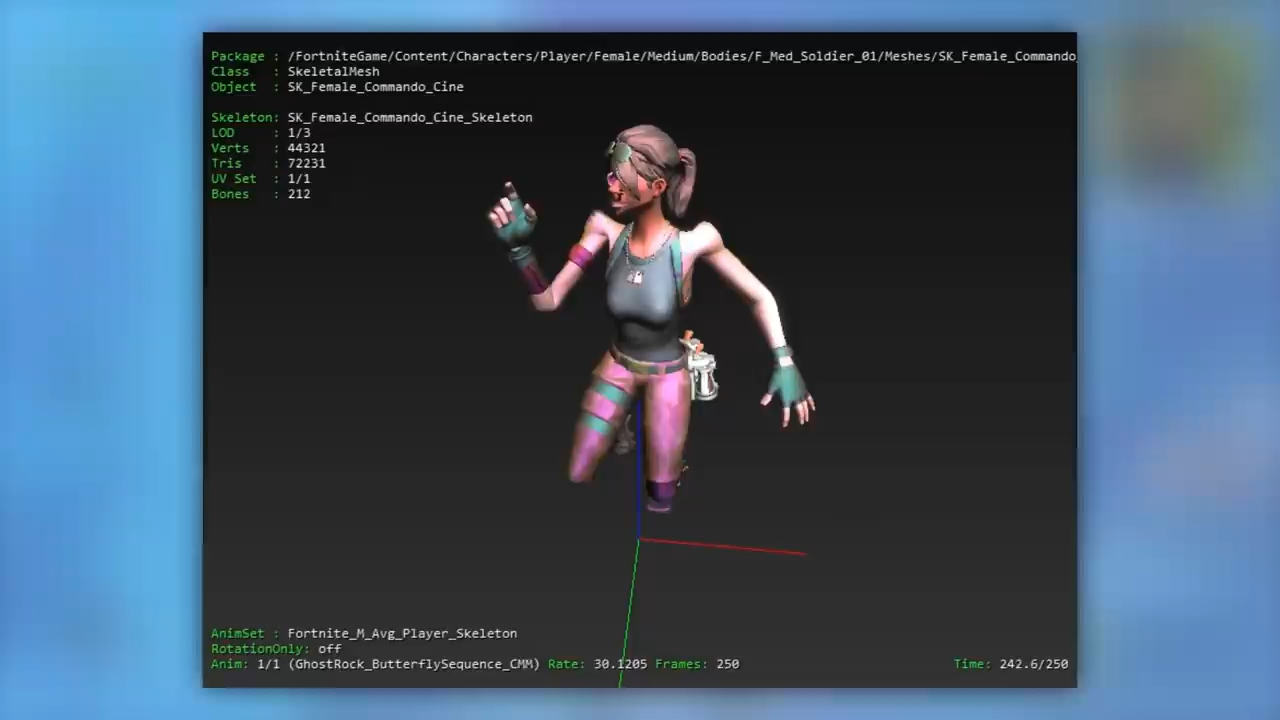 Package : /FortniteGame/Content/Characters/Player/Female/Medium/Bodies/F_Med_Soldier_01/Meshes/SK_Female_Commando_
Class : SkeletalMesh
Object : SK_Female_Commando_Cine
Skeleton: SK_Female_Commando_Cine_Skeleton
LOD : 1/3
Verts : 44321
Tris : 72231
UV Set : 1/1
Bones : 212
AnimSet : Fortnite_M_Avg_Player_Skeleton
RotationOnly: off
Anim: 1/1 (GhostRock_ButterflySequence_CMM) Rate: 30.1205 Frames: 250 Time: 242.6/250